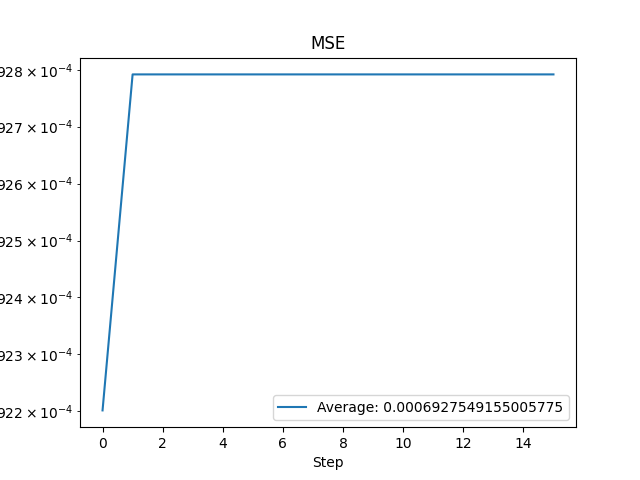 MSE
928 × 10⁻⁴
927 × 10⁻⁴
926 × 10⁻⁴
925 × 10⁻⁴
924 × 10⁻⁴
923 × 10⁻⁴
922 × 10⁻⁴
Average: 0.0006927549155005775
0 2 4 6 8 10 12 14
Step